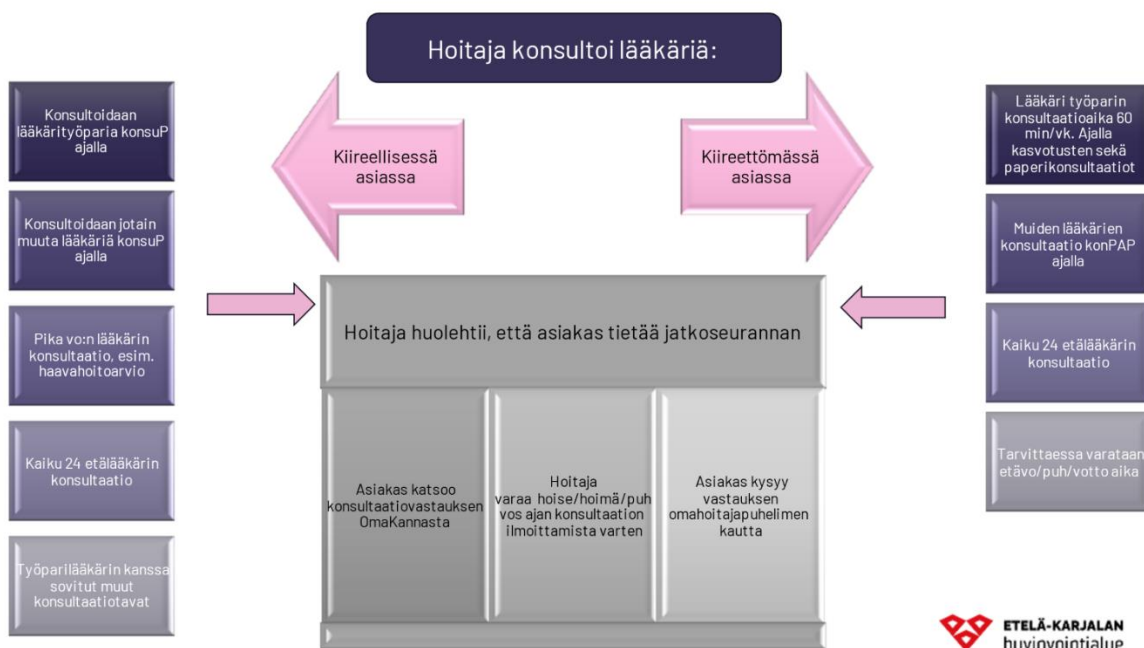 Hoitaja konsultoi lääkäriä:
Kiireellisessä
asiassa
Kiireettömässä
asiassa
Konsultoidaan
lääkärityöparia konsuP
ajalla
Konsultoidaan jotain
muuta lääkäriä konsuP
ajalla
Pika vo:n lääkärin
konsultaatio, esim.
haavahoitoarvio
Kaiku 24 etälääkärin
konsultaatio
Työparilääkärin kanssa
sovitut muut
konsultaatiotavat
Hoitaja huolehtii, että asiakas tietää jatkoseurannan
Asiakas katsoo
konsultaatiovastauksen
OmaKannasta
Hoitaja
varaa hoise/hoimä/puh
vos ajan konsultaation
ilmoittamista varten
Asiakas kysyy
vastauksen
omahoitajapuhelimen
kautta
Lääkäri työparin
konsultaatioaika 60
min/vk. Ajalla
kasvotusten sekä
paperikonsultaatiot
Muiden lääkärien
konsultaatio konPAP
ajalla
Kaiku 24 etälääkärin
konsultaatio
Tarvittaessa varataan
etävo/puh/votto aika
ETELÄ-KARJALAN
hyvinvointialue